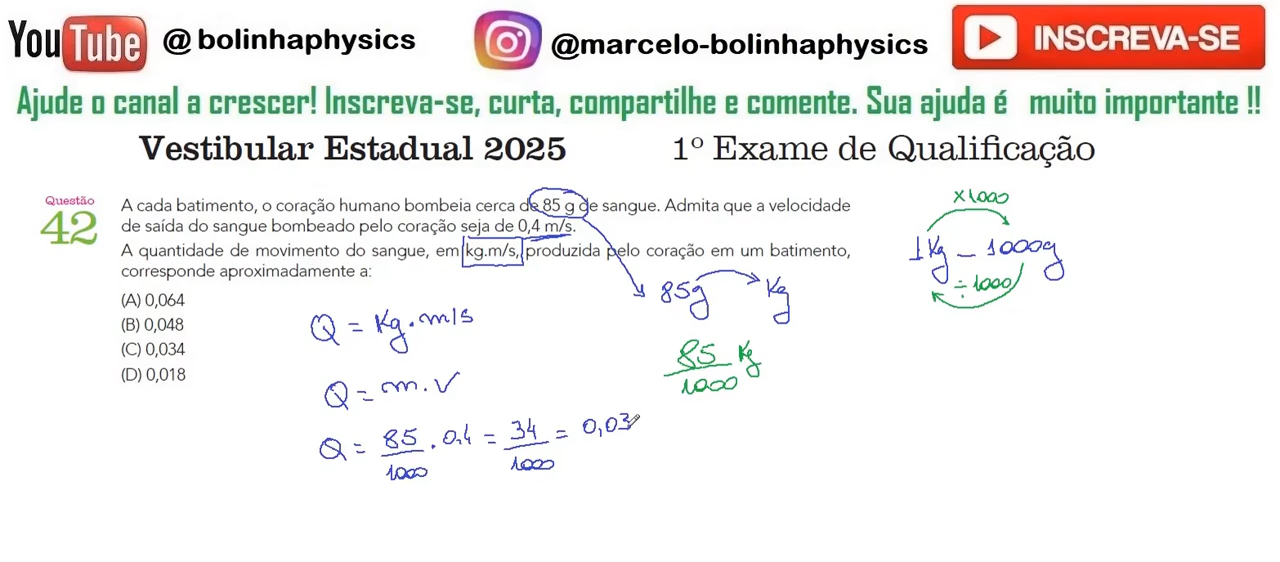 YouTube @bolinhaphysics @marcelo-bolinhaphysics INSCREVA-SE
Ajude o canal a crescer! Inscreva-se, curta, compartilhe e comente. Sua ajuda é muito importante !!
Vestibular Estadual 2025 1º Exame de Qualificação
Questão
42
A cada batimento, o coração humano bombeia cerca de 85 g de sangue. Admita que a velocidade
de saída do sangue bombeado pelo coração seja de 0,4 m/s.
A quantidade de movimento do sangue, em kg.m/s, produzida pelo coração em um batimento,
corresponde aproximadamente a:
(A) 0,064
(B) 0,048
(C) 0,034
(D) 0,018
x1000
1Kg - 1000g
÷1000
85g Kg
85/1000 Kg
Q = Kg.m/s
Q = m.V
Q = 85/1000 . 0,4 = 34/1000 = 0,03